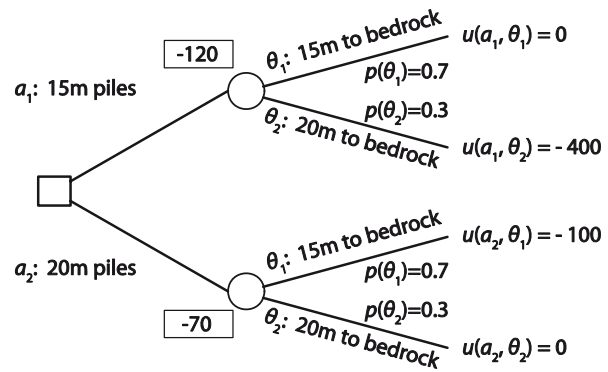 -120
θ₁: 15m to bedrock
u(a₁, θ₁) = 0
a₁: 15m piles
p(θ₁)=0.7
p(θ₂)=0.3
θ₂: 20m to bedrock
u(a₁, θ₂) = - 400
θ₁: 15m to bedrock
u(a₂, θ₁) = - 100
a₂: 20m piles
p(θ₁)=0.7
p(θ₂)=0.3
-70
θ₂: 20m to bedrock
u(a₂, θ₂) = 0